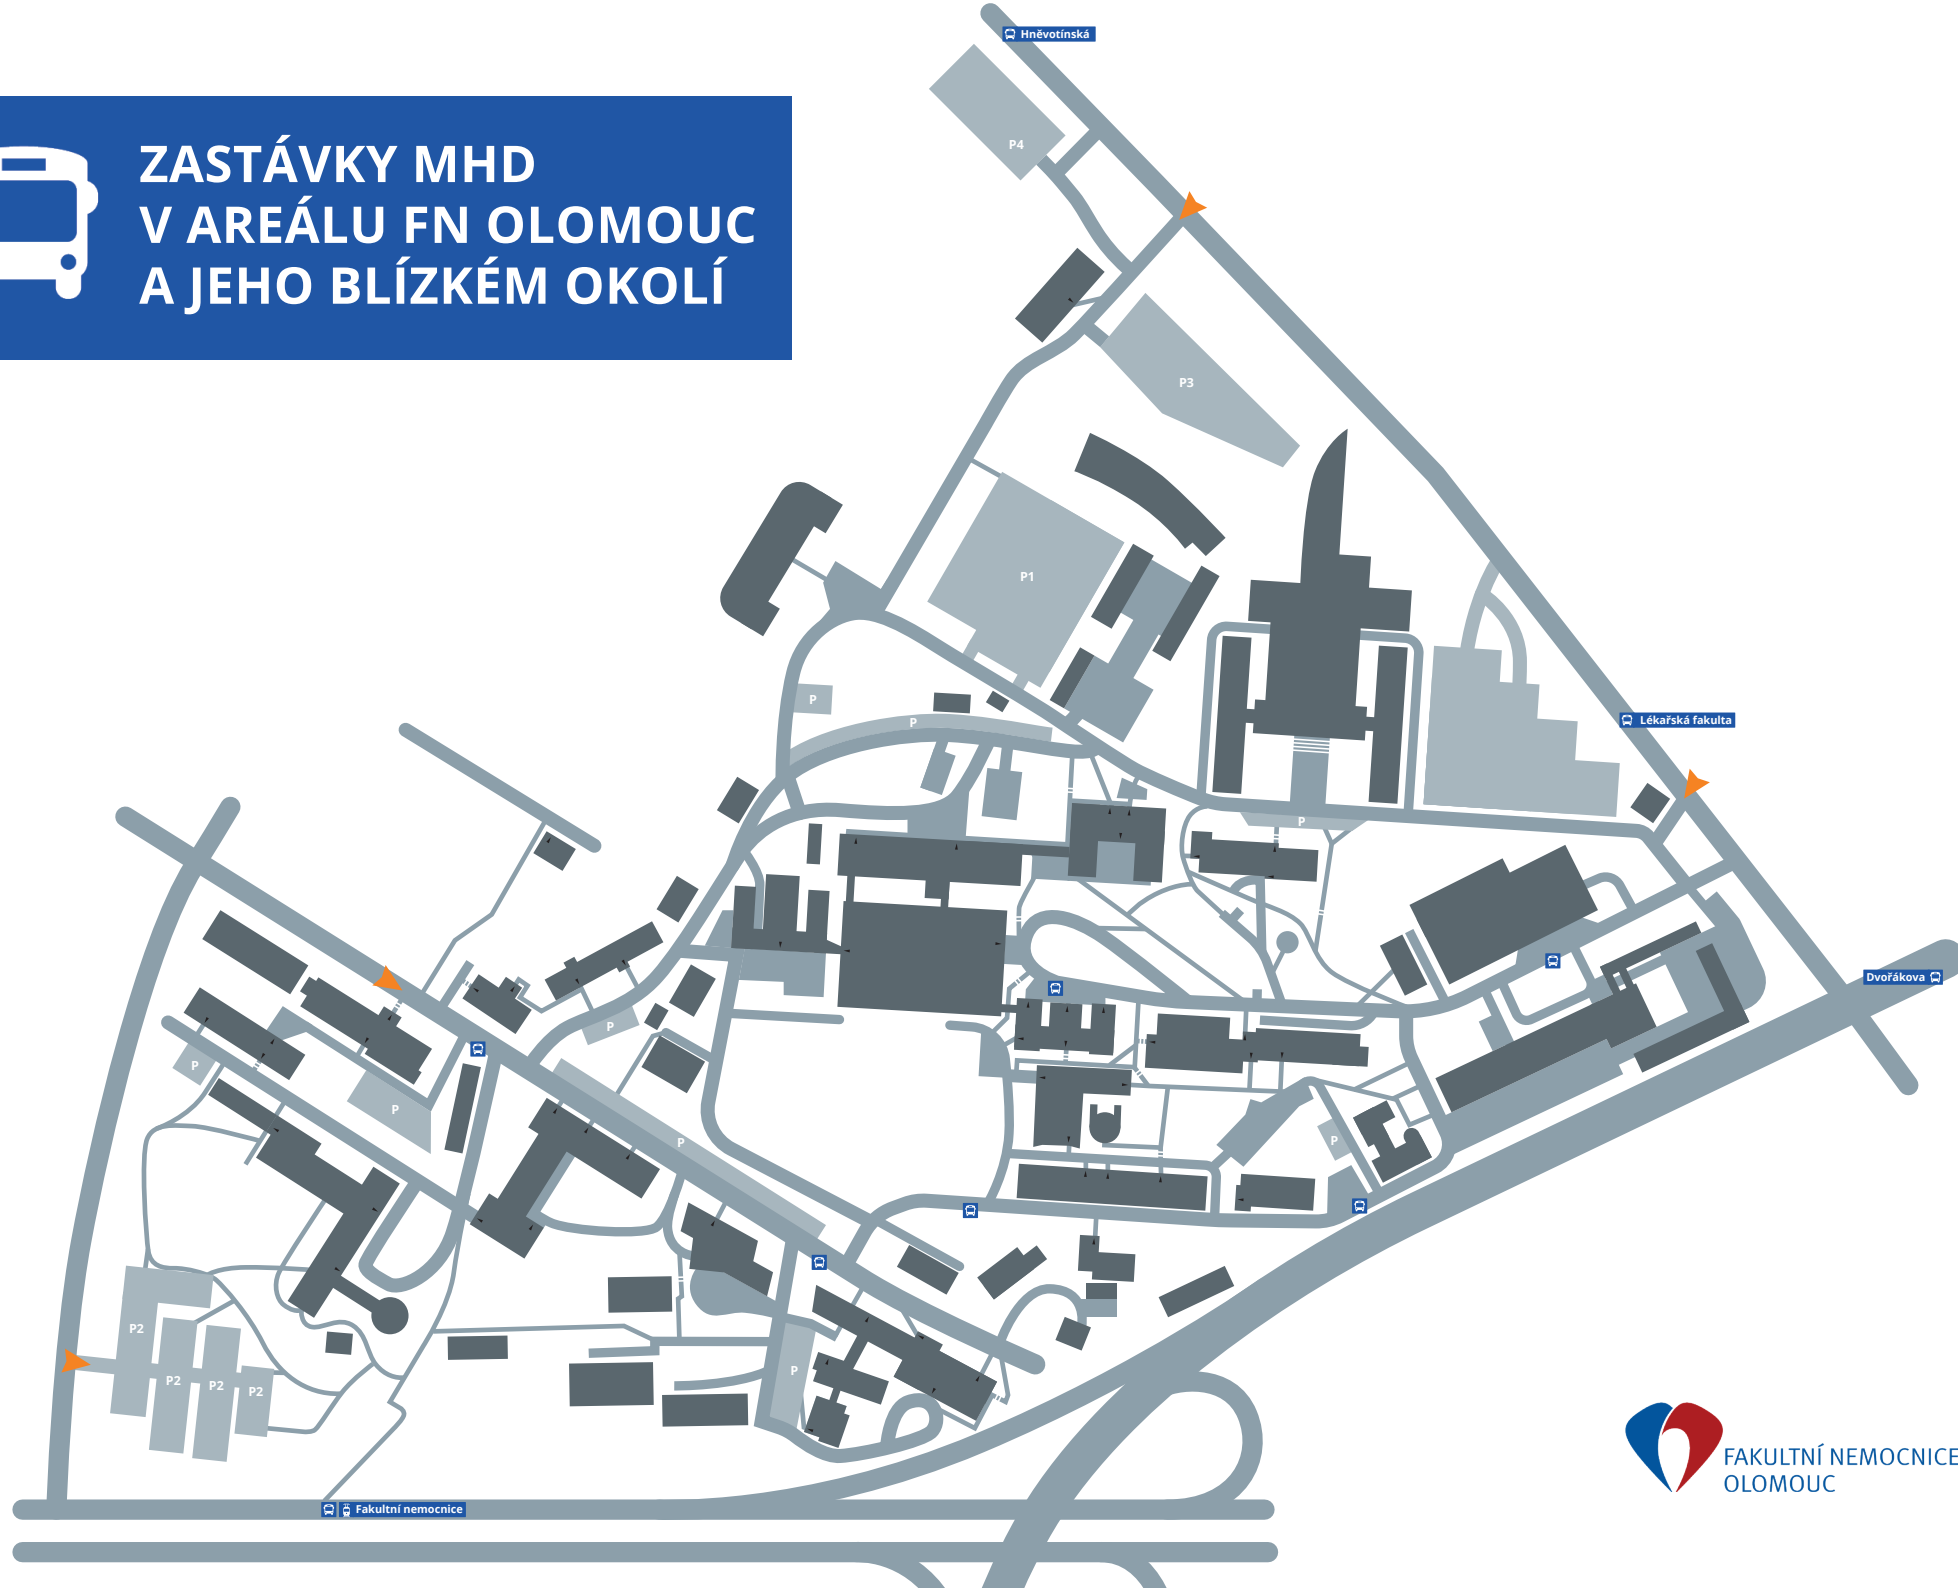 Hněvotínská
ZASTÁVKY MHD
V AREÁLU FN OLOMOUC
A JEHO BLÍZKÉM OKOLÍ
P4
P3
P1
P
P
Lékařská fakulta
P
Dvořákova
P
P
P
P
P
P2
P2
P2
P2
P
FAKULTNÍ NEMOCNICE
OLOMOUC
Fakultní nemocnice